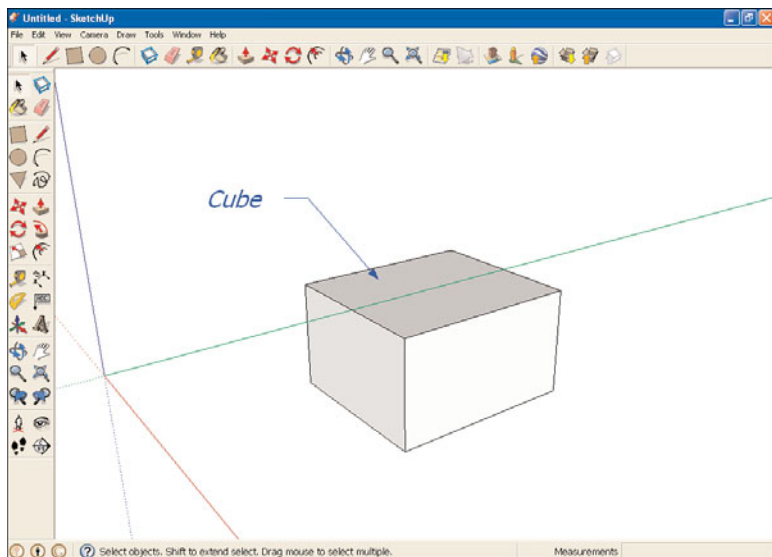 Untitled - SketchUp
File Edit View Camera Draw Tools Window Help
Cube
Select objects. Shift to extend select. Drag mouse to select multiple.
Measurements